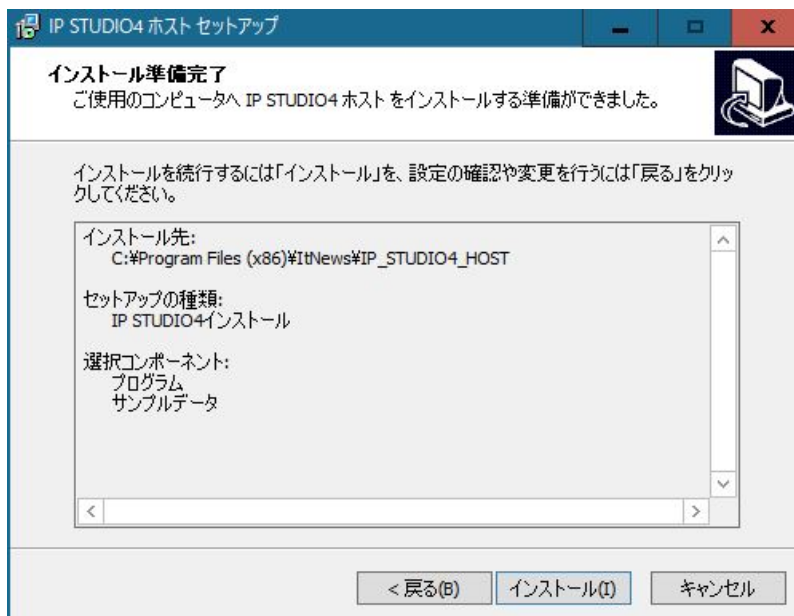 IP STUDIO4 ホスト セットアップ
インストール準備完了
ご使用のコンピュータへ IP STUDIO4 ホスト をインストールする準備ができました。
インストールを続行するには「インストール」を、設定の確認や変更を行うには「戻る」をクリッ
クしてください。
インストール先:
C:¥Program Files (x86)¥ItNews¥IP_STUDIO4_HOST
セットアップの種類:
IP STUDIO4インストール
選択コンポーネント:
プログラム
サンプルデータ
< 戻る(B)
インストール(I)
キャンセル